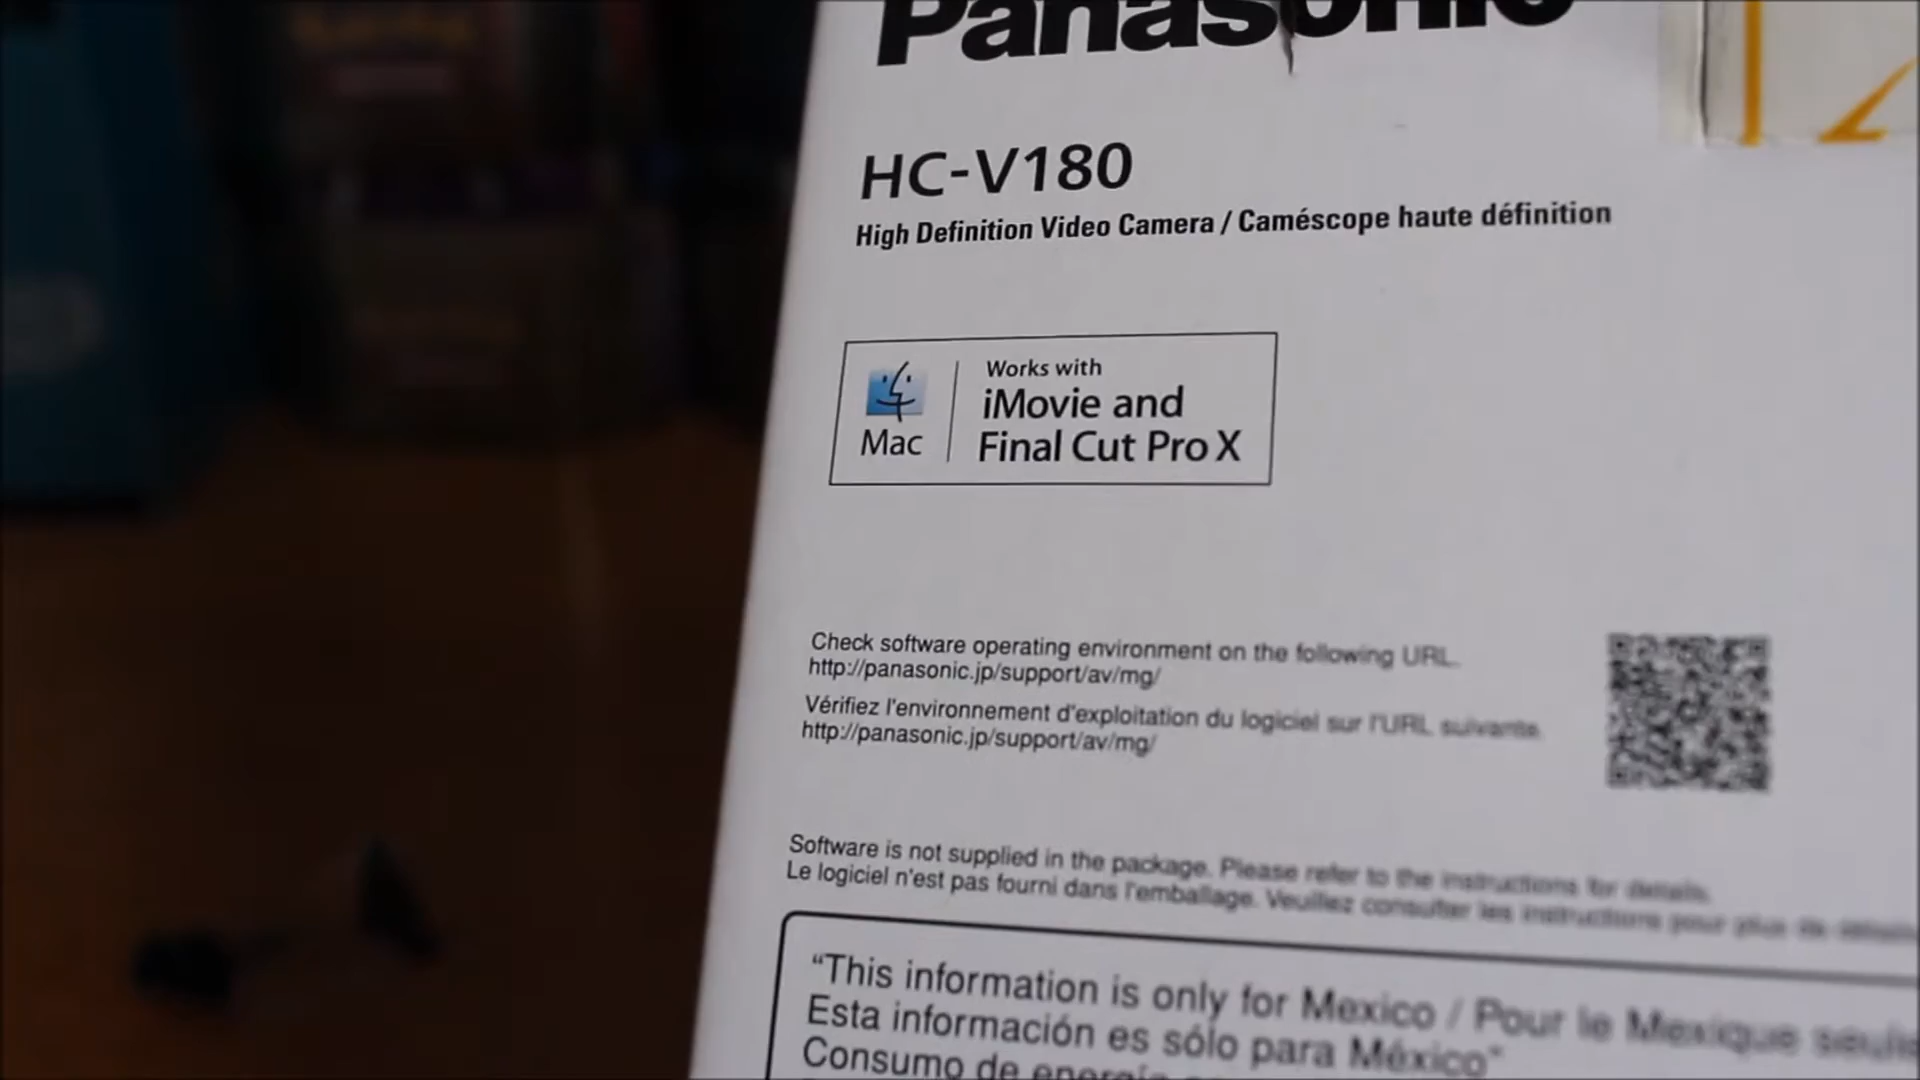 Panasonic
HC-V180
High Definition Video Camera / Caméscope haute définition
Works with
iMovie and
Final Cut Pro X
Mac
Check software operating environment on the following URL.
http://panasonic.jp/support/av/mg/
Vérifiez l'environnement d'exploitation du logiciel sur l'URL suivante.
http://panasonic.jp/support/av/mg/
Software is not supplied in the package. Please refer to the instructions for details.
Le logiciel n'est pas fourni dans l'emballage. Veuillez consulter les instructions pour plus de
“This information is only for Mexico / Pour le Mexique
Esta información es sólo para México”
Consumo de energía